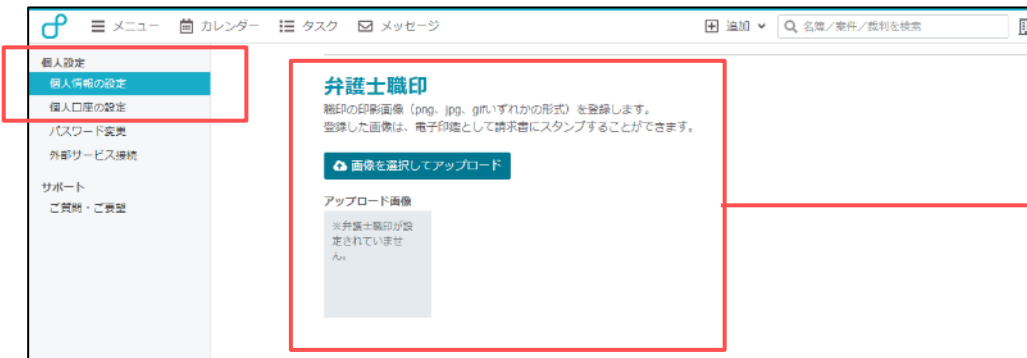 メニュー カレンダー タスク メッセージ 追加 名簿／案件／裁判を検索
個人設定
個人情報の設定
個人口座の設定
パスワード変更
外部サービス接続
サポート
ご質問・ご要望
弁護士職印
職印の印影画像（png、jpg、gifいずれかの形式）を登録します。
登録した画像は、電子印鑑として請求書にスタンプすることができます。
画像を選択してアップロード
アップロード画像
※弁護士職印が設
定されていませ
ん。